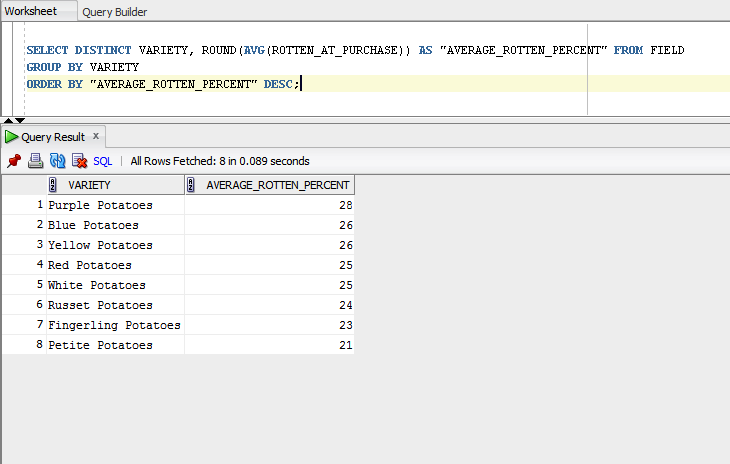 Worksheet Query Builder
SELECT DISTINCT VARIETY, ROUND(AVG(ROTTEN_AT_PURCHASE)) AS "AVERAGE_ROTTEN_PERCENT" FROM FIELD
GROUP BY VARIETY
ORDER BY "AVERAGE_ROTTEN_PERCENT" DESC;
Query Result x
SQL | All Rows Fetched: 8 in 0.089 seconds
VARIETY AVERAGE_ROTTEN_PERCENT
1 Purple Potatoes 28
2 Blue Potatoes 26
3 Yellow Potatoes 26
4 Red Potatoes 25
5 White Potatoes 25
6 Russet Potatoes 24
7 Fingerling Potatoes 23
8 Petite Potatoes 21